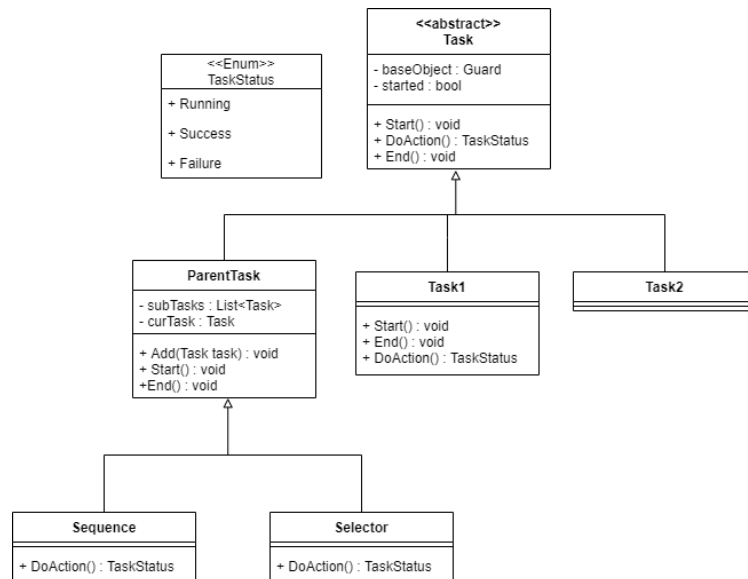 <<abstract>>
Task
- baseObject : Guard
- started : bool
+ Start() : void
+ DoAction() : TaskStatus
+ End() : void
<<Enum>>
TaskStatus
+ Running
+ Success
+ Failure
ParentTask
- subTasks : List<Task>
- curTask : Task
+ Add(Task task) : void
+ Start() : void
+End() : void
Task1
+ Start() : void
+ End() : void
+ DoAction() : TaskStatus
Task2
Sequence
+ DoAction() : TaskStatus
Selector
+ DoAction() : TaskStatus